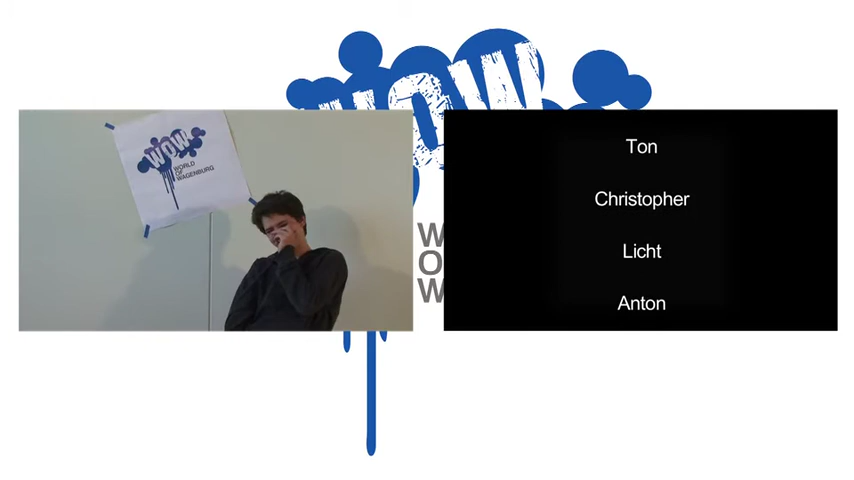 WOW
WOW
WORLD
OF
WAGENBURG
W
O
W
Ton
Christopher
Licht
Anton